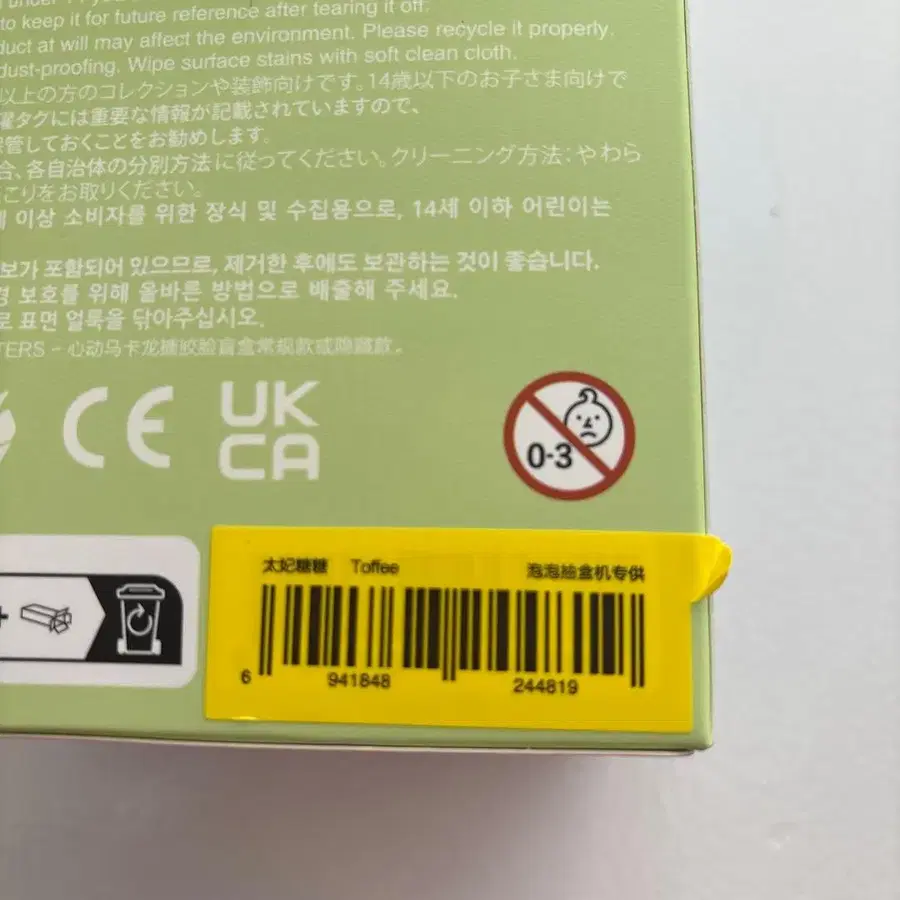 to keep it for future reference after tearing it off.
duct at will may affect the environment. Please recycle it properly.
dust-proofing. Wipe surface stains with soft clean cloth.
以上の方のコレクションや装飾向けです。14歳以下のお子さま向けで
タグには重要な情報が記載されていますので、
保管しておくことをお勧めします。
合、各自治体の分別方法に従ってください。クリーニング方法:やわら
こりをお取りください。
이상 소비자를 위한 장식 및 수집용으로, 14세 이하 어린이는
보가 포함되어 있으므로, 제거한 후에도 보관하는 것이 좋습니다.
경 보호를 위해 올바른 방법으로 배출해 주세요.
로 표면 얼룩을 닦아주십시오.
TERS - 心动马卡龙搪胶脸盲盒常规款或隐藏款。
CE
UK
CA
0-3
太妃糖糖 Toffee 泡泡抽盒机专供
6 941848 244819